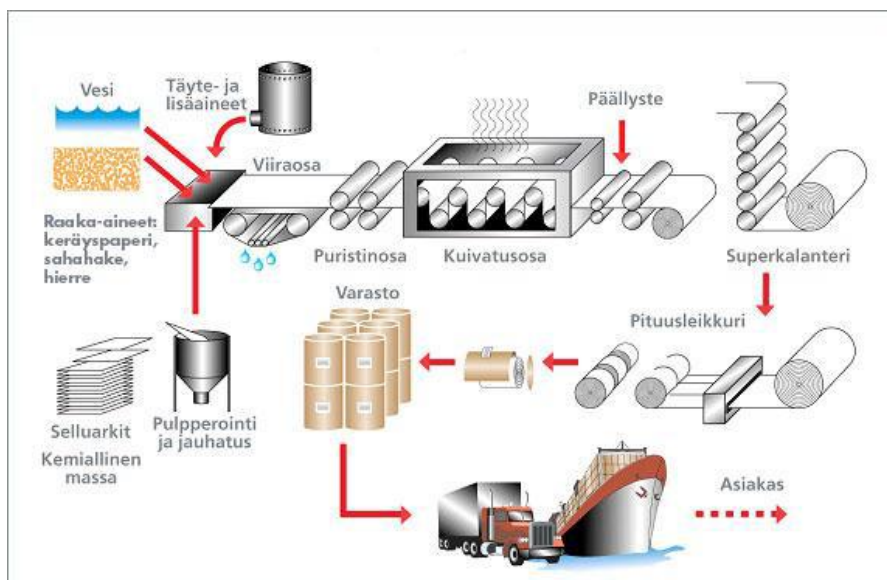 Vesi
Täyte- ja
lisäaineet
Päällyste
Viiraosa
Raaka-aineet:
keräyspaperi,
sahahake,
hierre
Puristinosa
Kuivatusosa
Superkalanteri
Varasto
Pituusleikkuri
Selluarkit
Kemiallinen
massa
Pulpperointi
ja jauhatus
Asiakas